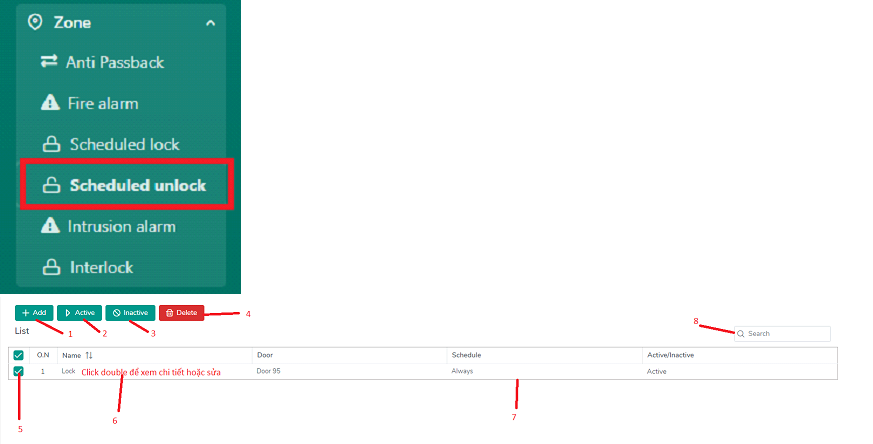 Zone
Anti Passback
Fire alarm
Scheduled lock
Scheduled unlock
Intrusion alarm
Interlock
Add Active Inactive Delete 4
1 2 3
List
8
Search
O.N Name Door Schedule Active/Inactive
1 Lock Click double để xem chi tiết hoặc sửa Door 95 Always Active
5 6 7